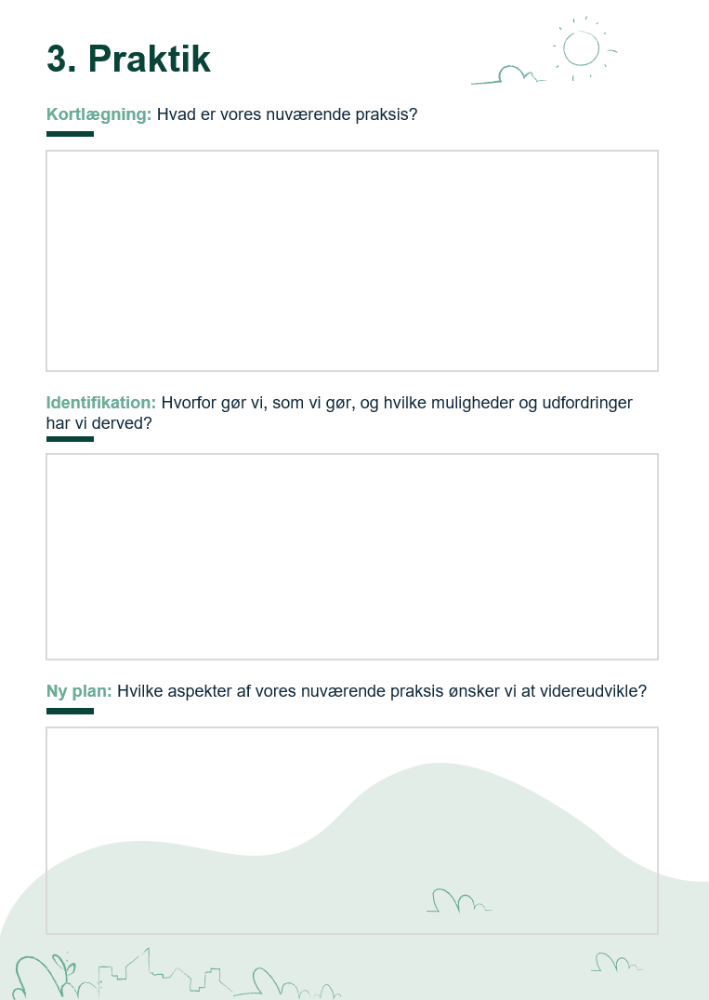 3. Praktik
Kortlægning: Hvad er vores nuværende praksis?
Identifikation: Hvorfor gør vi, som vi gør, og hvilke muligheder og udfordringer
har vi derved?
Ny plan: Hvilke aspekter af vores nuværende praksis ønsker vi at videreudvikle?